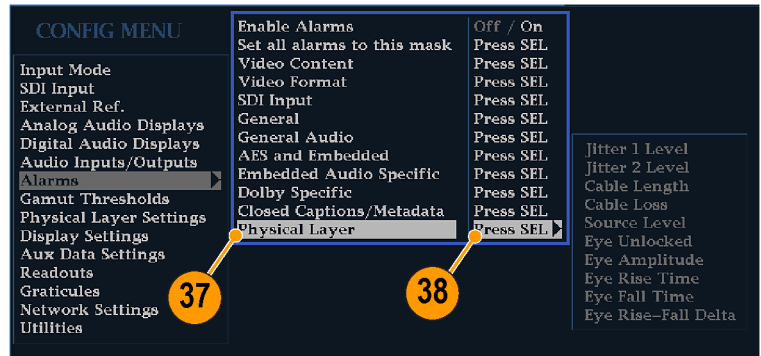 CONFIG MENU
Input Mode
SDI Input
External Ref.
Analog Audio Displays
Digital Audio Displays
Audio Inputs/Outputs
Alarms
Gamut Thresholds
Physical Layer Settings
Display Settings
Aux Data Settings
Readouts
Graticules
Network Settings
Utilities
Enable Alarms Off / On
Set all alarms to this mask Press SEL
Video Content Press SEL
Video Format Press SEL
SDI Input Press SEL
General Press SEL
General Audio Press SEL
AES and Embedded Press SEL
Embedded Audio Specific Press SEL
Dolby Specific Press SEL
Closed Captions/Metadata Press SEL
Physical Layer Press SEL
37
38
Jitter 1 Level
Jitter 2 Level
Cable Length
Cable Loss
Source Level
Eye Unlocked
Eye Amplitude
Eye Rise Time
Eye Fall Time
Eye Rise–Fall Delta